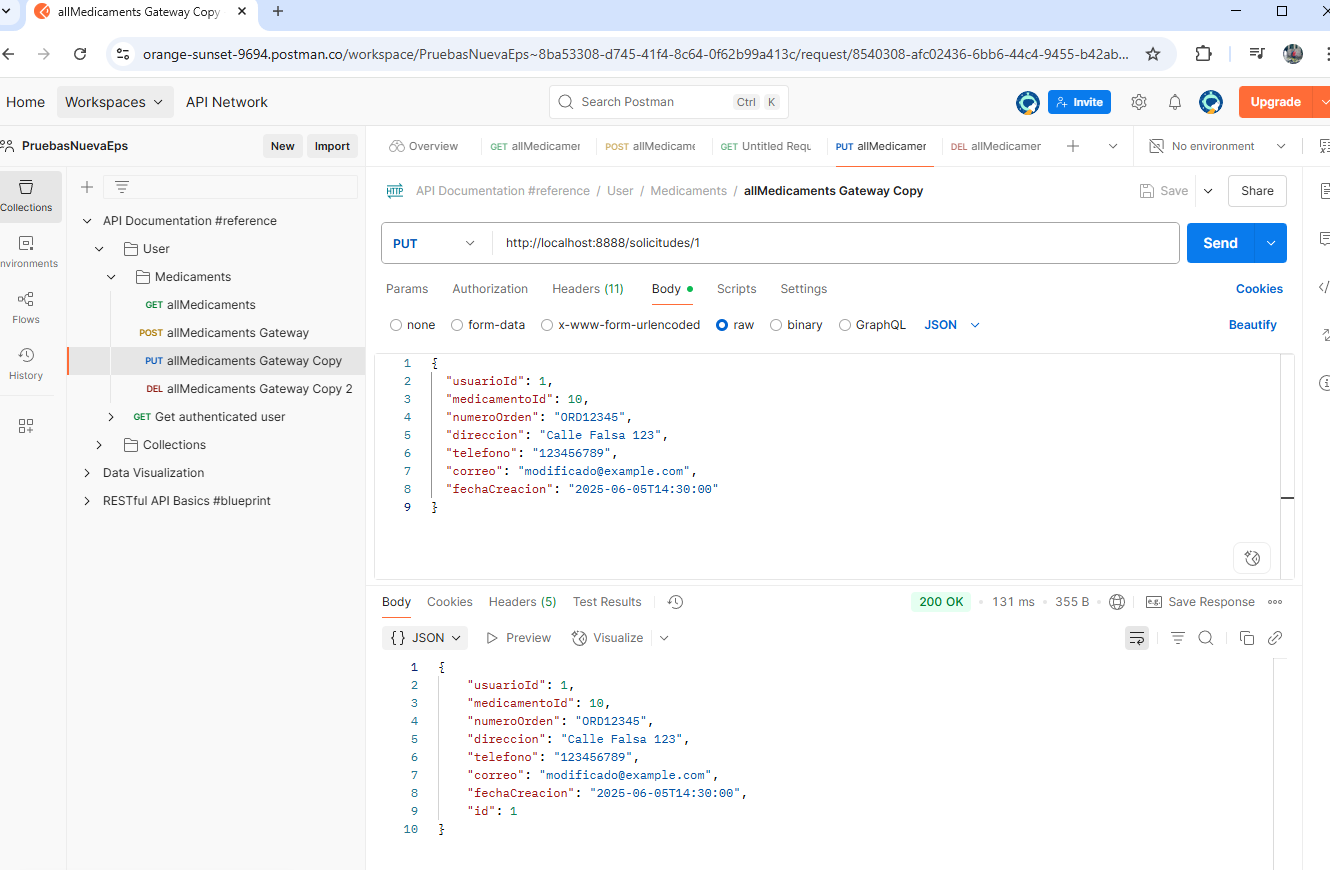 allMedicaments Gateway Copy
orange-sunset-9694.postman.co/workspace/PruebasNuevaEps~8ba53308-d745-41f4-8c64-0f62b99a413c/request/8540308-afc02436-6bb6-44c4-9455-b42ab...
Home Workspaces API Network Search Postman Ctrl K Invite Upgrade
PruebasNuevaEps New Import
Overview GET allMedicamer POST allMedicame GET Untitled Requ PUT allMedicamer DEL allMedicamer No environment
Collections
nvironments
Flows
History
API Documentation #reference
User
Medicaments
GET allMedicaments
POST allMedicaments Gateway
PUT allMedicaments Gateway Copy
DEL allMedicaments Gateway Copy 2
GET Get authenticated user
Collections
Data Visualization
RESTful API Basics #blueprint
HTTP API Documentation #reference / User / Medicaments / allMedicaments Gateway Copy Save Share
PUT http://localhost:8888/solicitudes/1 Send
Params Authorization Headers (11) Body Scripts Settings Cookies
none form-data x-www-form-urlencoded raw binary GraphQL JSON Beautify
1 {
2 "usuarioId": 1,
3 "medicamentoId": 10,
4 "numeroOrden": "ORD12345",
5 "direccion": "Calle Falsa 123",
6 "telefono": "123456789",
7 "correo": "modificado@example.com",
8 "fechaCreacion": "2025-06-05T14:30:00"
9 }
Body Cookies Headers (5) Test Results 200 OK • 131 ms • 355 B • e.g. Save Response
{} JSON Preview Visualize
1 {
2 "usuarioId": 1,
3 "medicamentoId": 10,
4 "numeroOrden": "ORD12345",
5 "direccion": "Calle Falsa 123",
6 "telefono": "123456789",
7 "correo": "modificado@example.com",
8 "fechaCreacion": "2025-06-05T14:30:00",
9 "id": 1
10 }